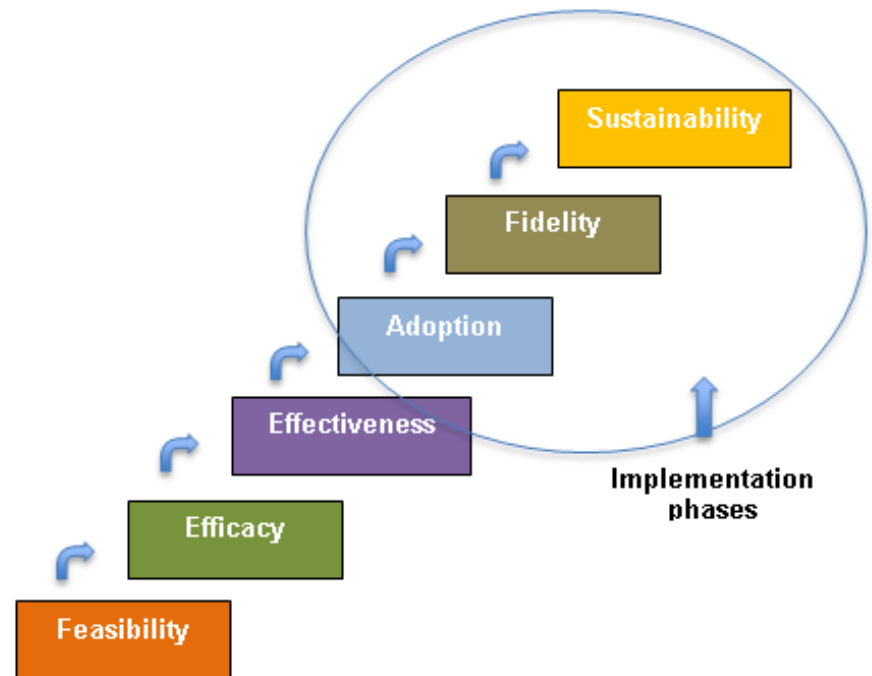 Sustainability
Fidelity
Adoption
Effectiveness
Efficacy
Feasibility
Implementation
phases